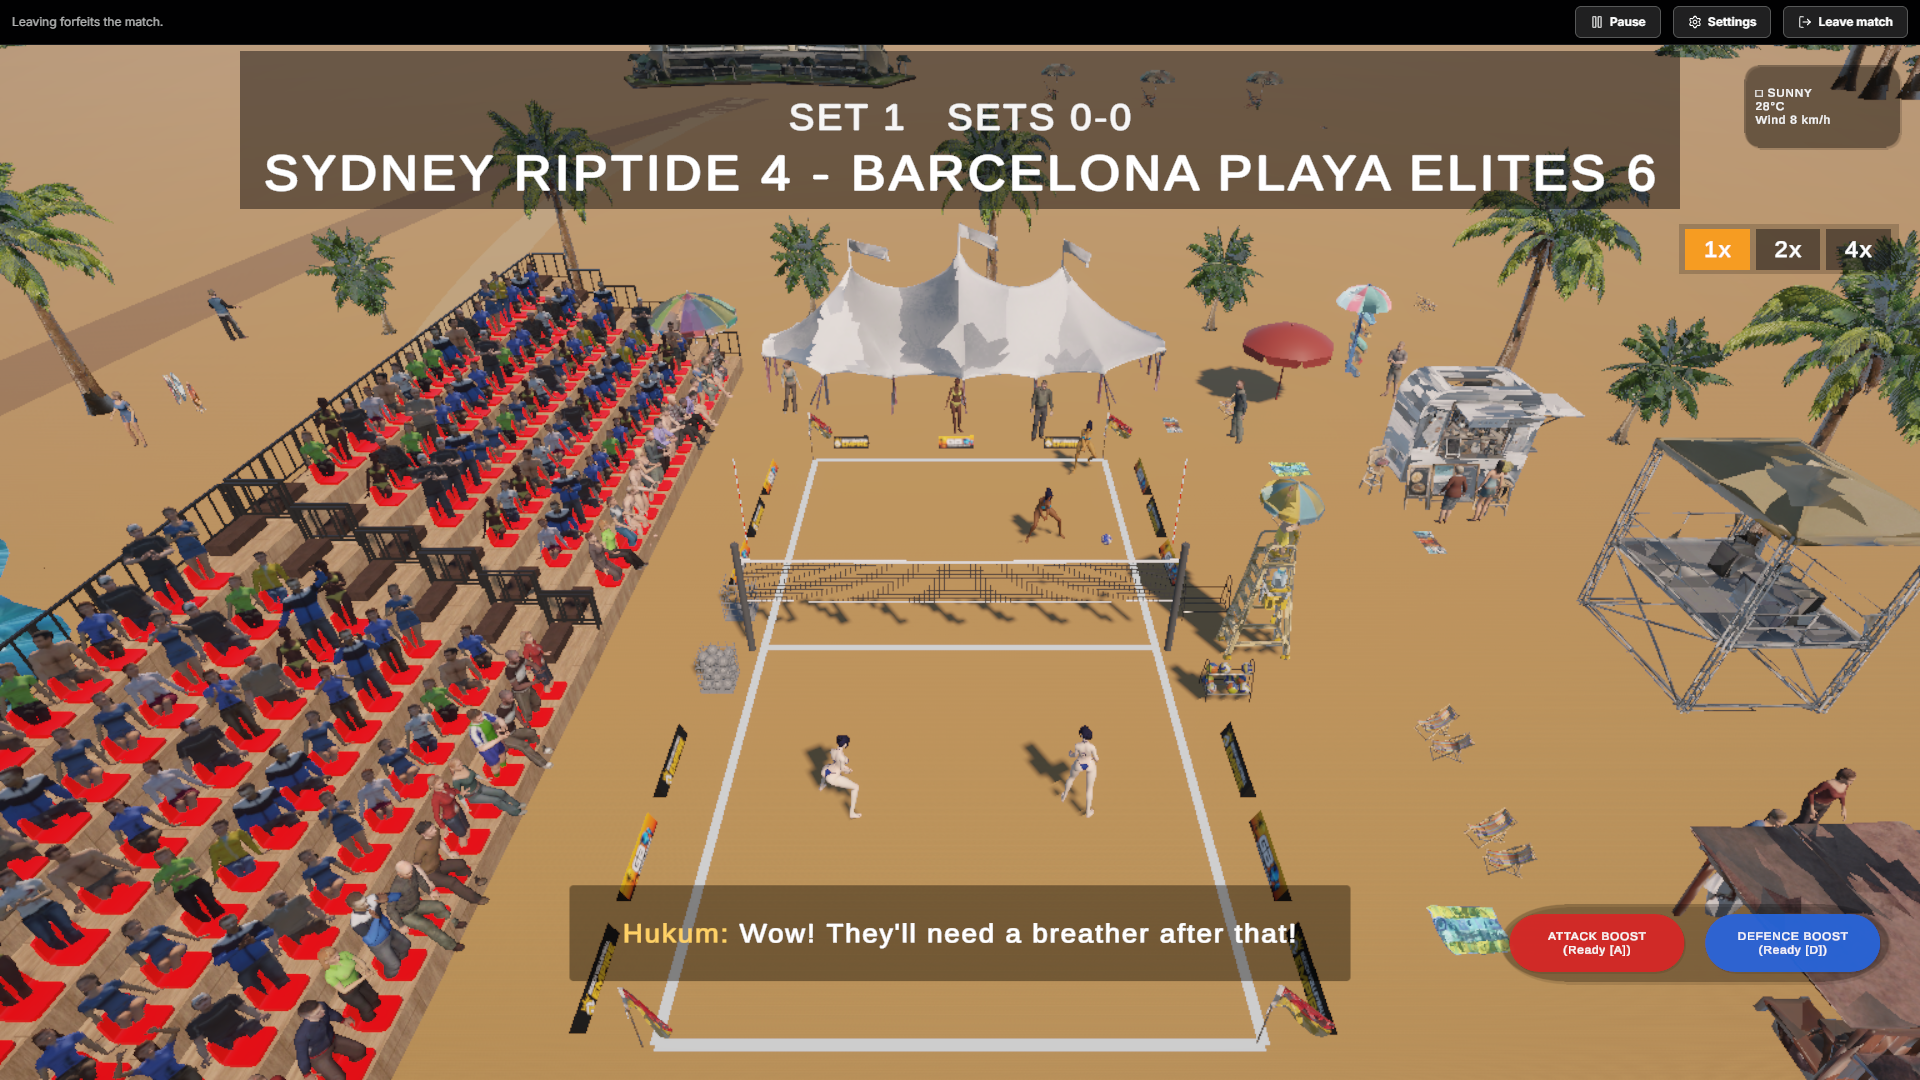 Leaving forfeits the match.
Pause
Settings
Leave match
SET 1 SETS 0-0
SYDNEY RIPTIDE 4 - BARCELONA PLAYA ELITES 6
SUNNY
28°C
Wind 8 km/h
1x
2x
4x
Hukum: Wow! They'll need a breather after that!
ATTACK BOOST
(Ready [A])
DEFENCE BOOST
(Ready [D])